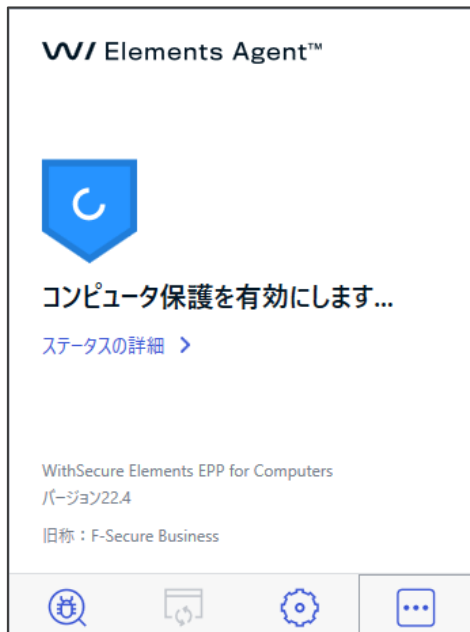 W/ Elements Agent™
コンピュータ保護を有効にします...
ステータスの詳細 >
WithSecure Elements EPP for Computers
バージョン22.4
旧称：F-Secure Business